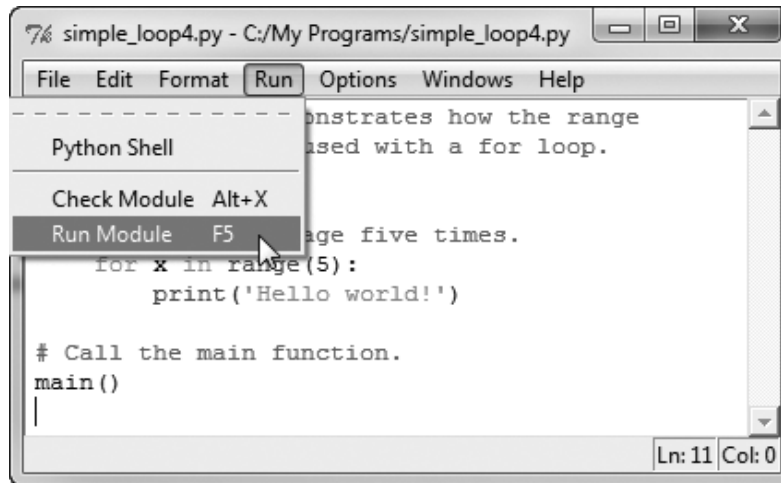 simple_loop4.py - C:/My Programs/simple_loop4.py
File Edit Format Run Options Windows Help
how the range
Python Shell
used with a for loop.
Check Module Alt+X
Run Module F5
five times.
for x in range(5):
print('Hello world!')
# Call the main function.
main()
Ln: 11 Col: 0